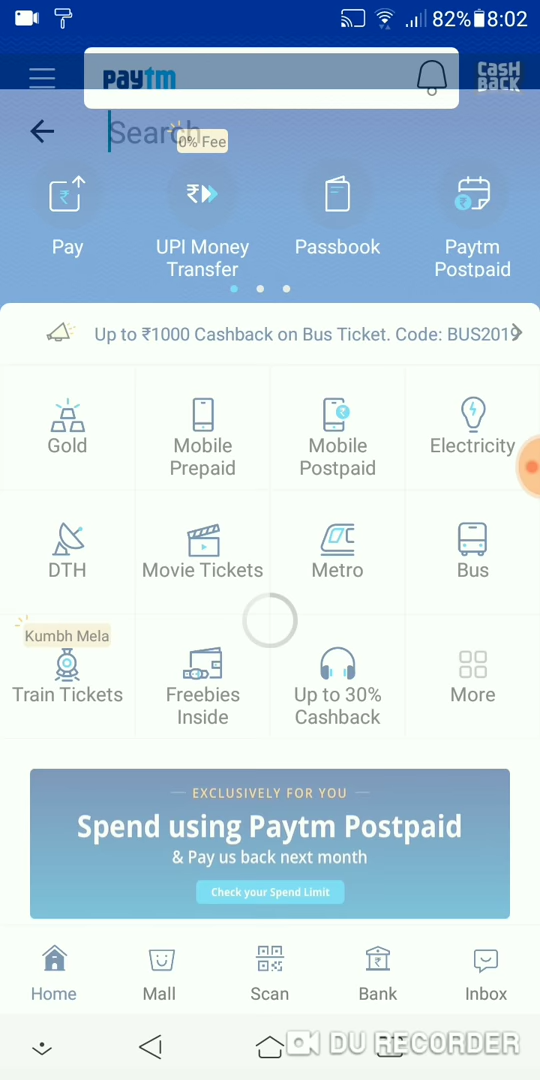 82% 8:02
paytm
CASH
BACK
Search
0% Fee
Pay
UPI Money
Transfer
Passbook
Paytm
Postpaid
Up to ₹1000 Cashback on Bus Ticket. Code: BUS2019
Gold
Mobile
Prepaid
Mobile
Postpaid
Electricity
DTH
Movie Tickets
Metro
Bus
Kumbh Mela
Train Tickets
Freebies
Inside
Up to 30%
Cashback
More
EXCLUSIVELY FOR YOU
Spend using Paytm Postpaid
& Pay us back next month
Check your Spend Limit
Home
Mall
Scan
Bank
Inbox
DU RECORDER